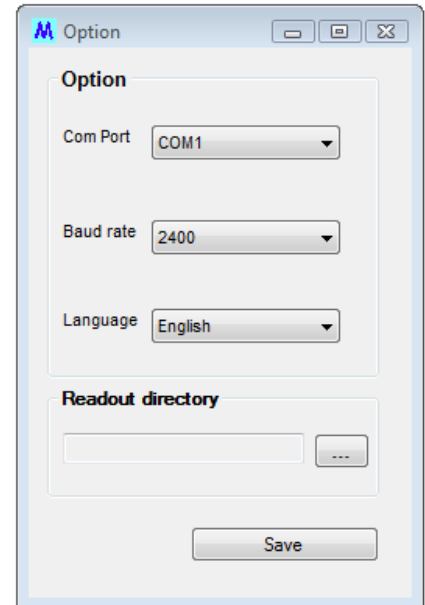 Option
Option
Com Port COM1
Baud rate 2400
Language English
Readout directory
...
Save